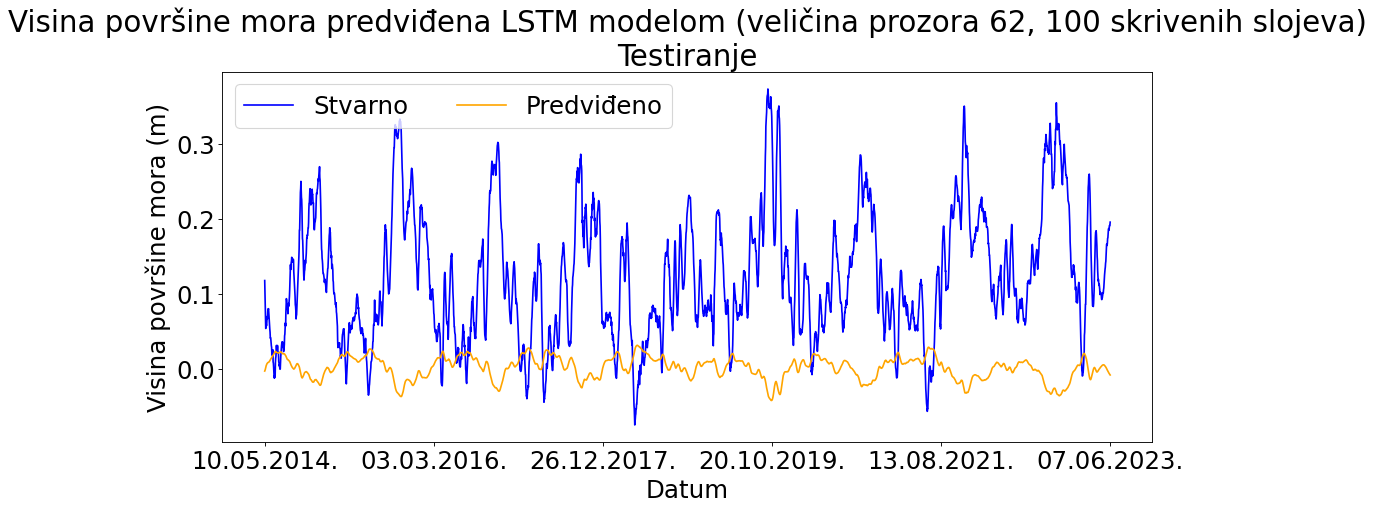 Visina površine mora predviđena LSTM modelom (veličina prozora 62, 100 skrivenih slojeva)
Testiranje
Stvarno
Predviđeno
Visina površine mora (m)
0.3
0.2
0.1
0.0
10.05.2014.
03.03.2016.
26.12.2017.
20.10.2019.
13.08.2021.
07.06.2023.
Datum